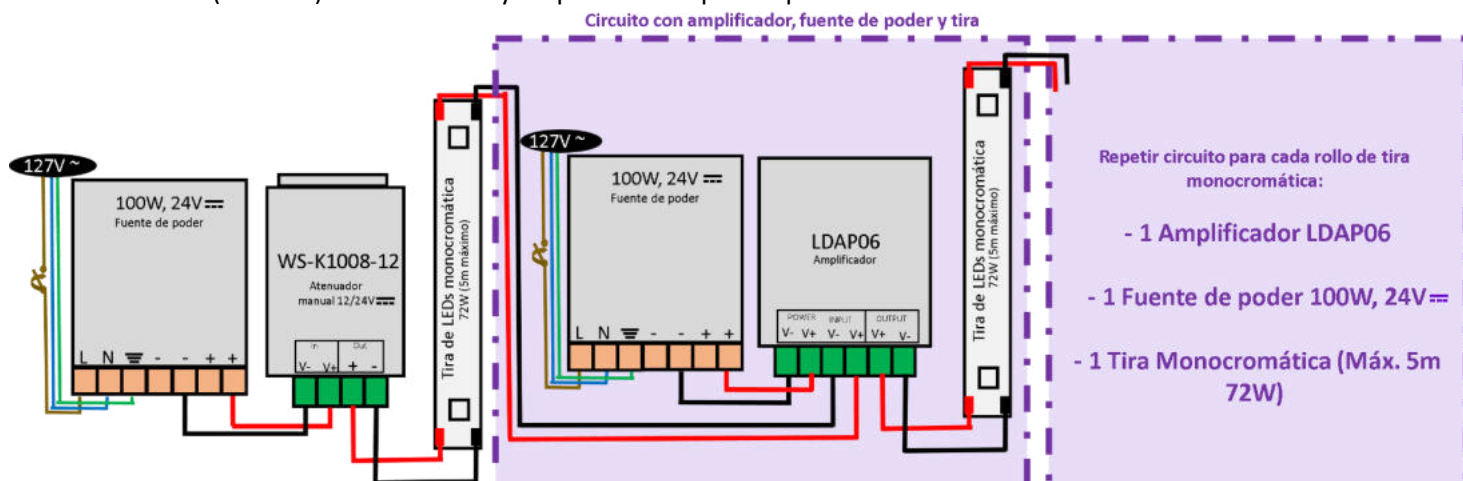 Circuito con amplificador, fuente de poder y tira
127V ~
100W, 24V
Fuente de poder
L N - - + +
WS-K1008-12
Atenuador
manual 12/24V
In Out
V- V+ + -
Tira de LEDs monocromática
72W (5m máximo)
127V ~
100W, 24V
Fuente de poder
L N - - + +
LDAP06
Amplificador
POWER INPUT OUTPUT
V- V+ V- V+ V+ V-
Tira de LEDs monocromática
72W (5m máximo)
Repetir circuito para cada rollo de tira
monocromática:
- 1 Amplificador LDAP06
- 1 Fuente de poder 100W, 24V
- 1 Tira Monocromática (Máx. 5m
72W)